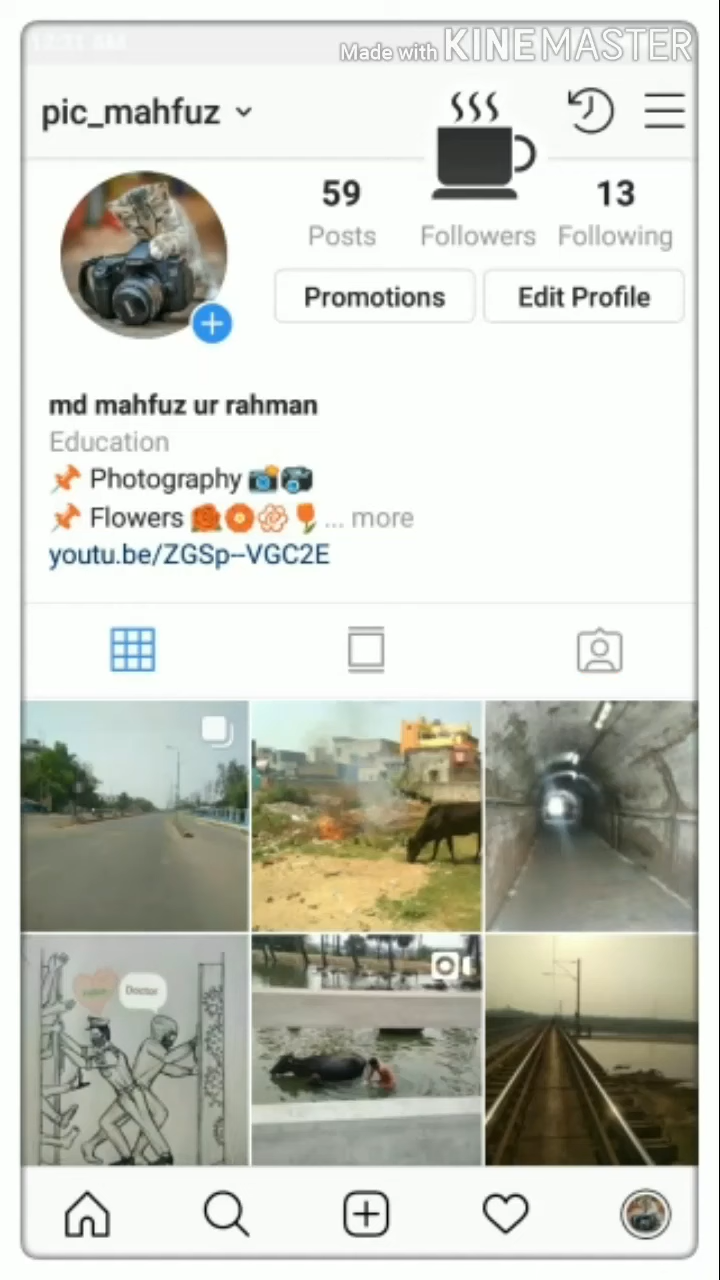 Made with KINEMASTER
pic_mahfuz
59
13
Posts
Followers
Following
Promotions
Edit Profile
md mahfuz ur rahman
Education
📌 Photography 📸📷
📌 Flowers 🌹🌼💮🌷... more
youtu.be/ZGSp--VGC2E
Doctor